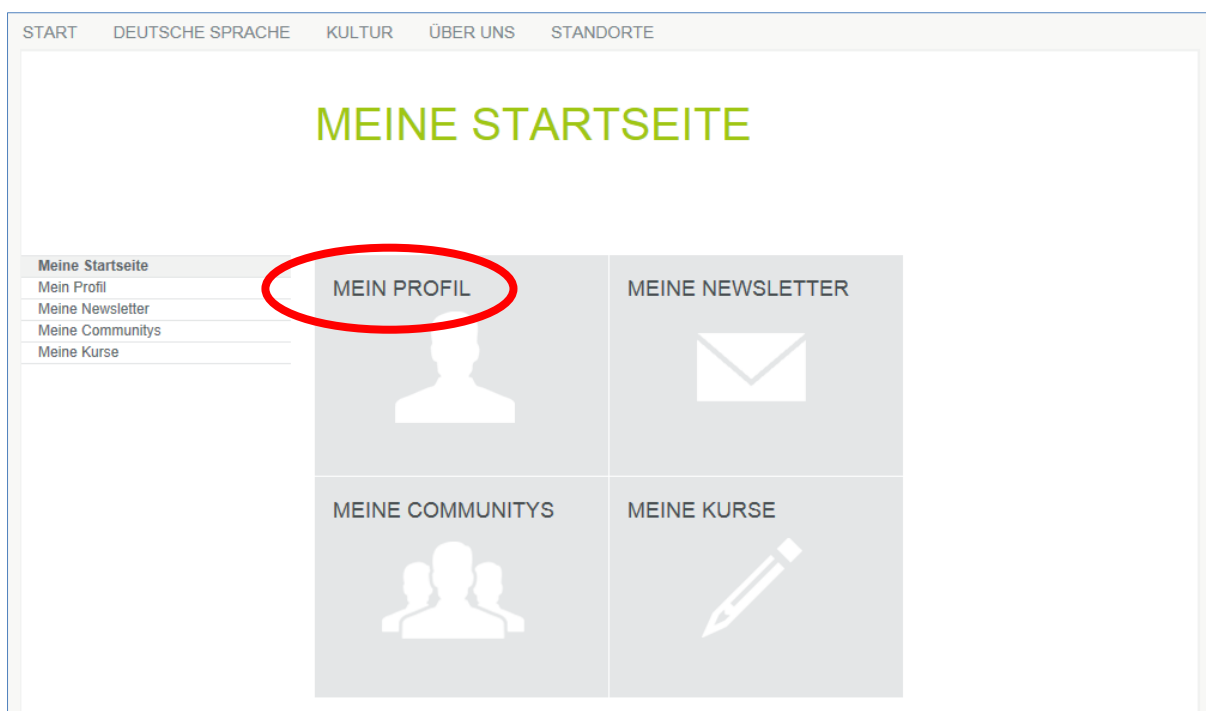 START DEUTSCHE SPRACHE KULTUR ÜBER UNS STANDORTE
MEINE STARTSEITE
Meine Startseite
Mein Profil
Meine Newsletter
Meine Communitys
Meine Kurse
MEIN PROFIL
MEINE NEWSLETTER
MEINE COMMUNITYS
MEINE KURSE